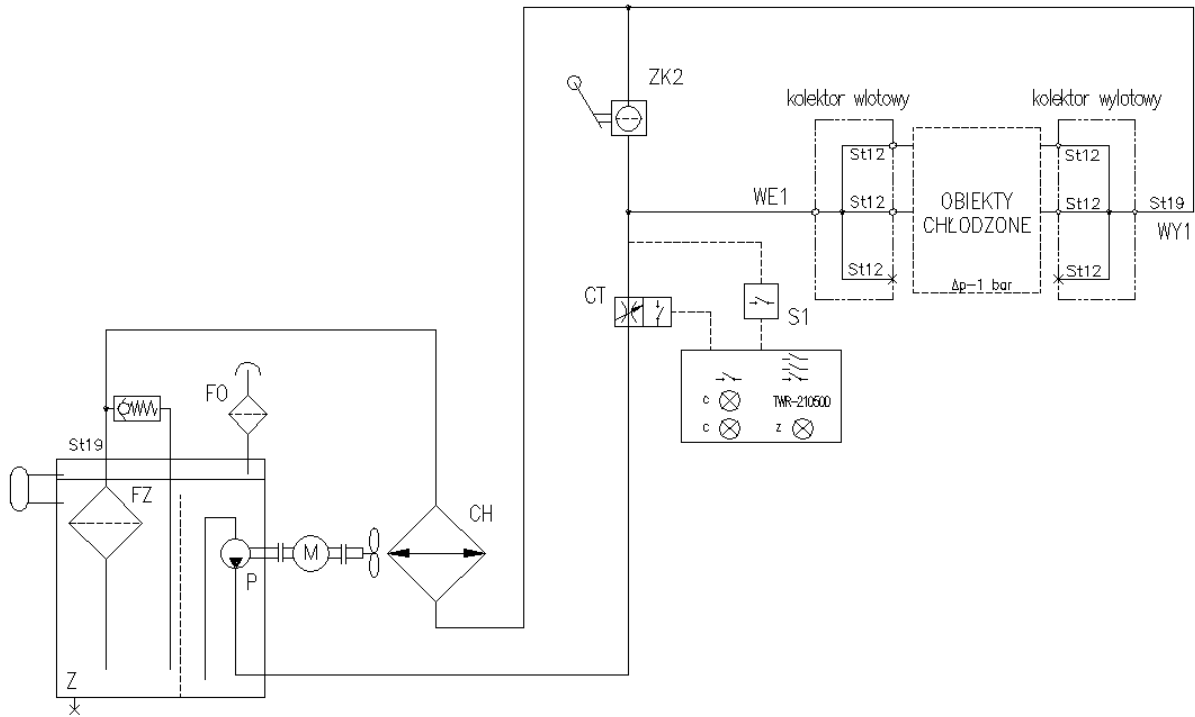 ZK2
kolektor wlotowy
kolektor wylotowy
St12
St12
WE1
St12
OBIEKTY
CHŁODZONE
St12
St19
WY1
St12
St12
Δp-1 bar
CT
S1
FO
c
TWR-210500
c
z
St19
FZ
CH
M
P
Z